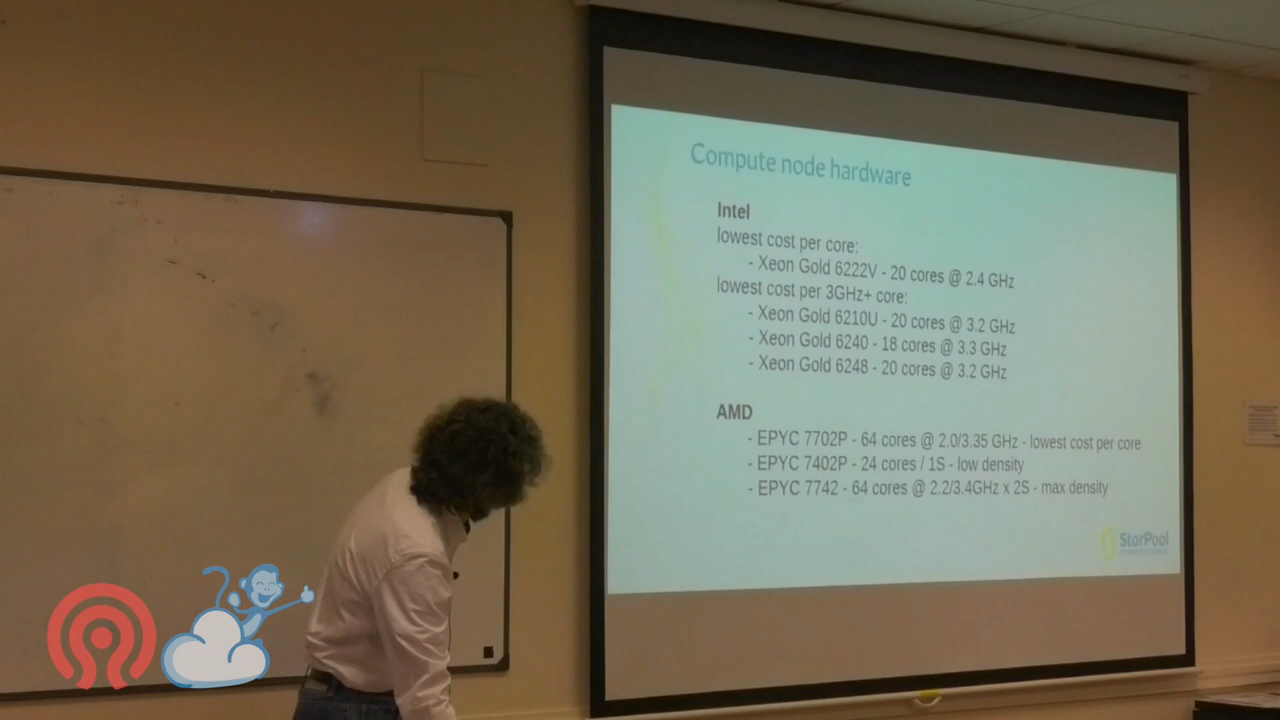 Compute node hardware
Intel
lowest cost per core:
- Xeon Gold 6222V - 20 cores @ 2.4 GHz
lowest cost per 3GHz+ core:
- Xeon Gold 6210U - 20 cores @ 3.2 GHz
- Xeon Gold 6240 - 18 cores @ 3.3 GHz
- Xeon Gold 6248 - 20 cores @ 3.2 GHz
AMD
- EPYC 7702P - 64 cores @ 2.0/3.35 GHz - lowest cost per core
- EPYC 7402P - 24 cores / 1S - low density
- EPYC 7742 - 64 cores @ 2.2/3.4GHz x 2S - max density
StorPool